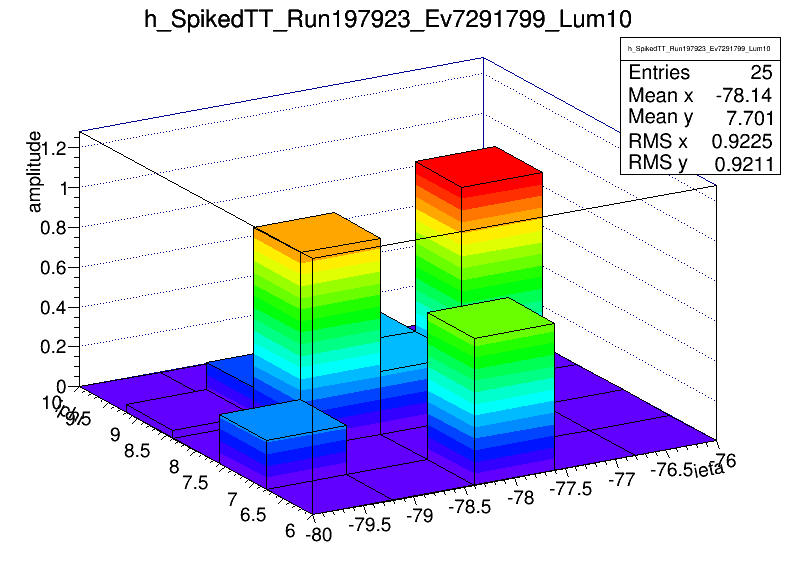 h_SpikedTT_Run197923_Ev7291799_Lum10
h_SpikedTT_Run197923_Ev7291799_Lum10
Entries 25
Mean x -78.14
Mean y 7.701
RMS x 0.9225
RMS y 0.9211
amplitude
1.2
1
0.8
0.6
0.4
0.2
0
10
9.5
9
8.5
8
7.5
7
6.5
6
iphi
-80
-79.5
-79
-78.5
-78
-77.5
-77
-76.5
-76
ieta